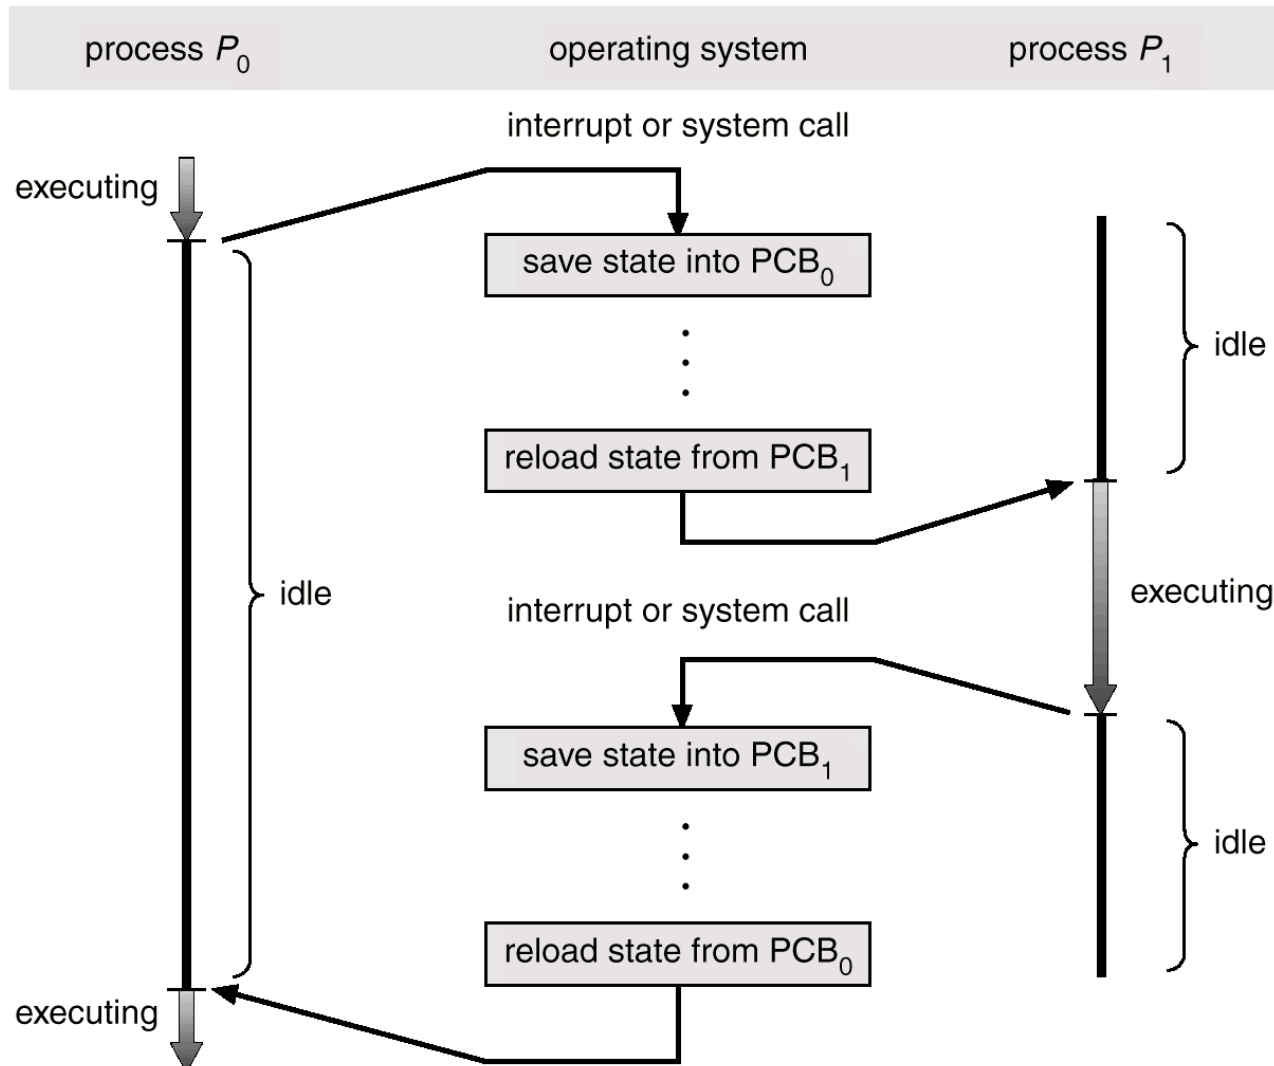 process P0
operating system
process P1
interrupt or system call
executing
save state into PCB0
idle
reload state from PCB1
idle
executing
interrupt or system call
save state into PCB1
idle
reload state from PCB0
executing